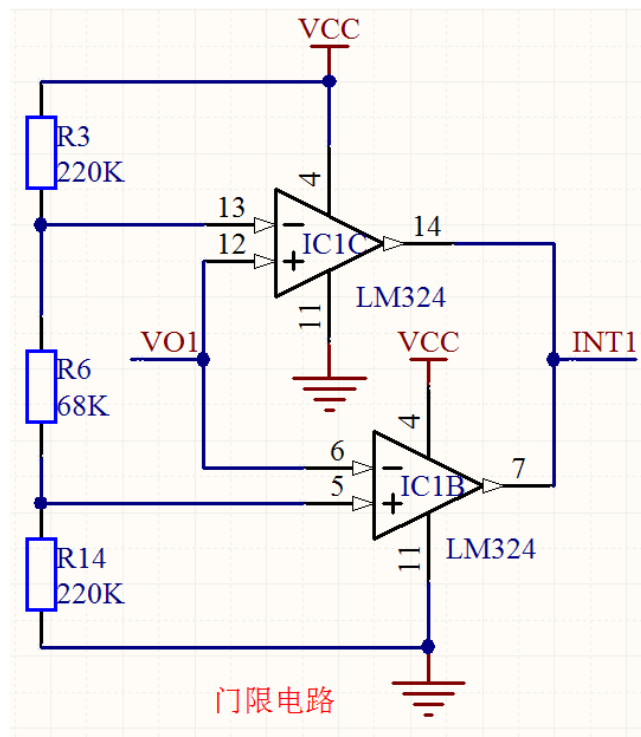 VCC
R3
220K
4
13
12
IC1C
14
LM324
11
VO1
VCC
INT1
R6
68K
4
6
5
IC1B
7
LM324
11
R14
220K
门限电路